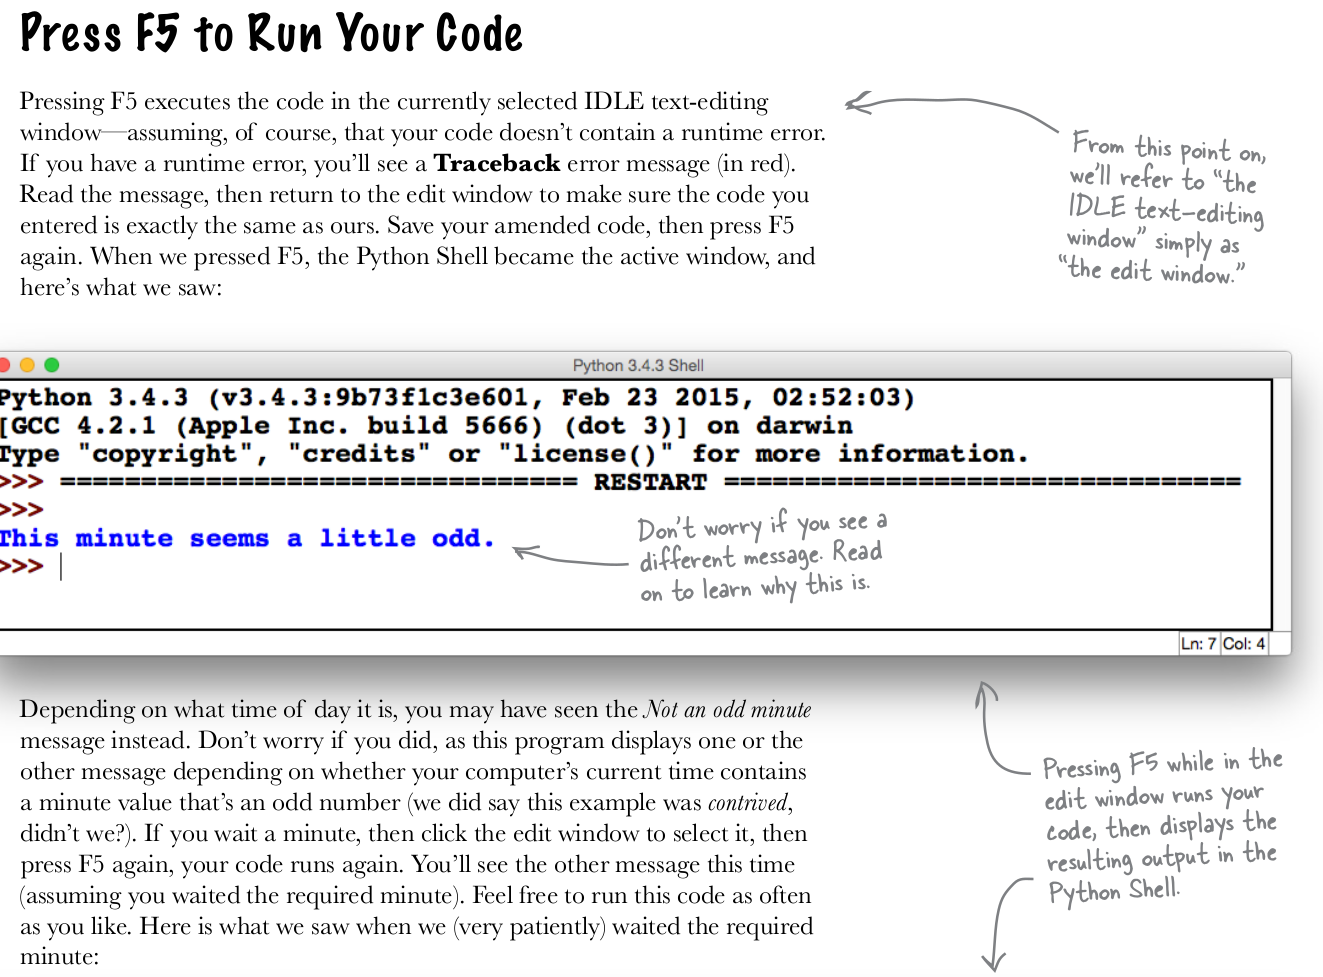 Press F5 to Run Your Code
Pressing F5 executes the code in the currently selected IDLE text-editing
window—assuming, of course, that your code doesn’t contain a runtime error.
If you have a runtime error, you’ll see a Traceback error message (in red).
Read the message, then return to the edit window to make sure the code you
entered is exactly the same as ours. Save your amended code, then press F5
again. When we pressed F5, the Python Shell became the active window, and
here’s what we saw:
From this point on,
we’ll refer to “the
IDLE text-editing
window” simply as
“the edit window.”
Python 3.4.3 Shell
Python 3.4.3 (v3.4.3:9b73f1c3e601, Feb 23 2015, 02:52:03)
[GCC 4.2.1 (Apple Inc. build 5666) (dot 3)] on darwin
Type "copyright", "credits" or "license()" for more information.
>>> ================================ RESTART ================================
>>>
This minute seems a little odd.
>>>
Don’t worry if you see a
different message. Read
on to learn why this is.
Ln: 7 Col: 4
Depending on what time of day it is, you may have seen the Not an odd minute
message instead. Don’t worry if you did, as this program displays one or the
other message depending on whether your computer’s current time contains
a minute value that’s an odd number (we did say this example was contrived,
didn’t we?). If you wait a minute, then click the edit window to select it, then
press F5 again, your code runs again. You’ll see the other message this time
(assuming you waited the required minute). Feel free to run this code as often
as you like. Here is what we saw when we (very patiently) waited the required
minute:
Pressing F5 while in the
edit window runs your
code, then displays the
resulting output in the
Python Shell.